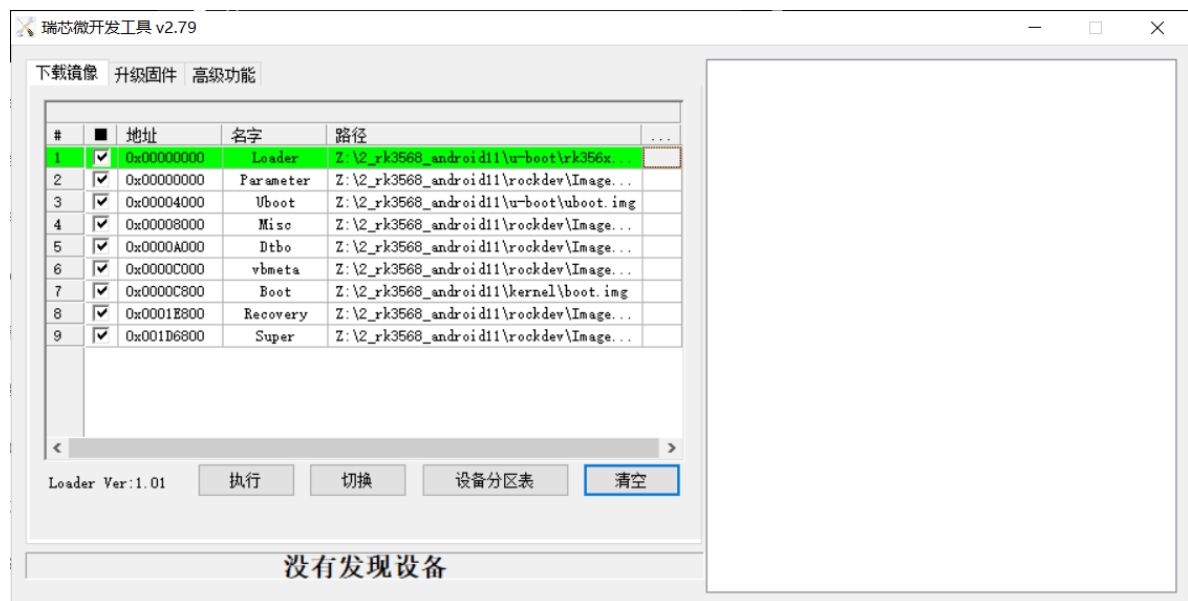 瑞芯微开发工具 v2.79
下载镜像 升级固件 高级功能
# 地址 名字 路径 ...
1 0x00000000 Loader Z:\2_rk3568_android11\u-boot\rk356x...
2 0x00000000 Parameter Z:\2_rk3568_android11\rockdev\Image...
3 0x00004000 Uboot Z:\2_rk3568_android11\u-boot\uboot.img
4 0x00008000 Misc Z:\2_rk3568_android11\rockdev\Image...
5 0x0000A000 Dtbo Z:\2_rk3568_android11\rockdev\Image...
6 0x0000C000 vbmeta Z:\2_rk3568_android11\rockdev\Image...
7 0x0000C800 Boot Z:\2_rk3568_android11\kernel\boot.img
8 0x0001E800 Recovery Z:\2_rk3568_android11\rockdev\Image...
9 0x001D6800 Super Z:\2_rk3568_android11\rockdev\Image...
Loader Ver:1.01 执行 切换 设备分区表 清空
没有发现设备